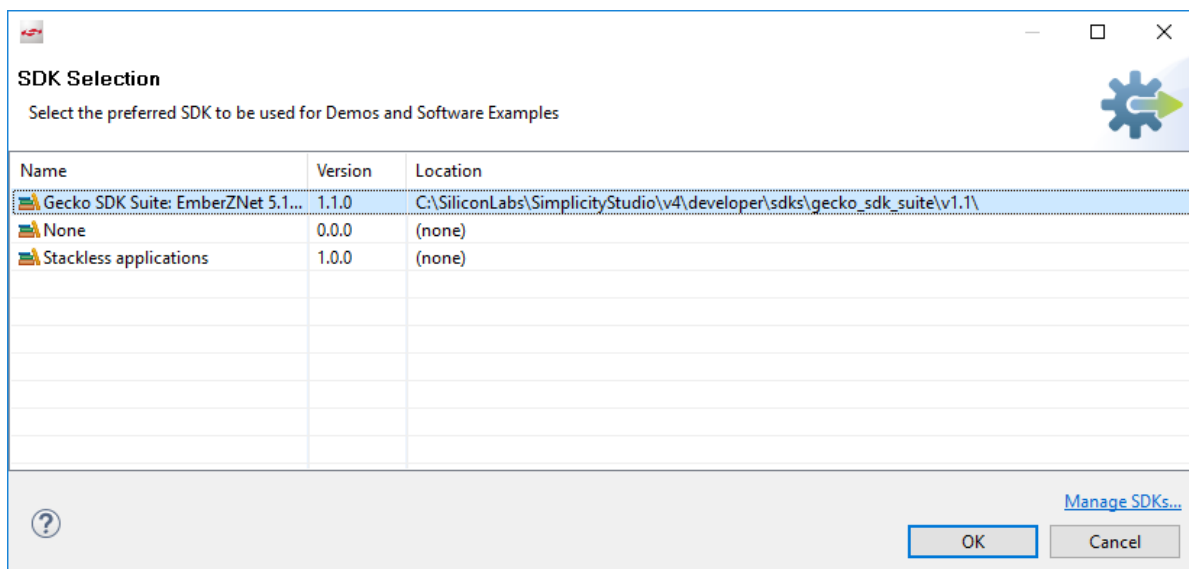 SDK Selection
Select the preferred SDK to be used for Demos and Software Examples
Name Version Location
Gecko SDK Suite: EmberZNet 5.1... 1.1.0 C:\SiliconLabs\SimplicityStudio\v4\developer\sdks\gecko_sdk_suite\v1.1\
None 0.0.0 (none)
Stackless applications 1.0.0 (none)
Manage SDKs...
? OK Cancel